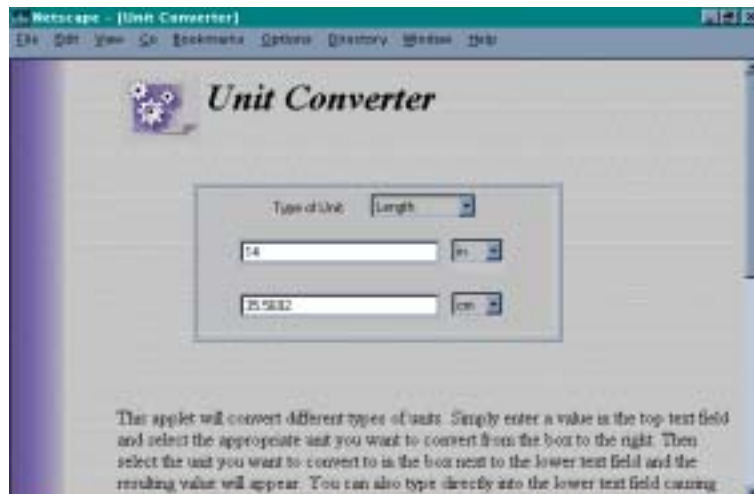 Netscape - [Unit Converter]
File Edit View Go Bookmarks Options Directory Window Help
Unit Converter
Type of Unit Length
14 in
cm
This applet will convert different types of units. Simply enter a value in the top text field
and select the appropriate unit you want to convert from the box to the right. Then
select the unit you want to convert to in the box next to the lower text field and the
resulting value will appear. You can also type directly into the lower text field causing